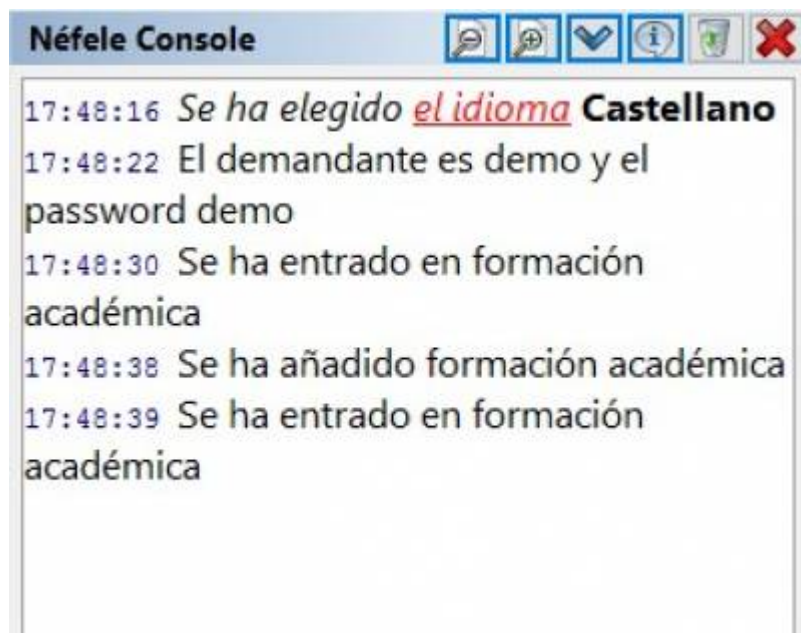 Néfele Console
17:48:16 Se ha elegido el idioma Castellano
17:48:22 El demandante es demo y el
password demo
17:48:30 Se ha entrado en formación
académica
17:48:38 Se ha añadido formación académica
17:48:39 Se ha entrado en formación
académica